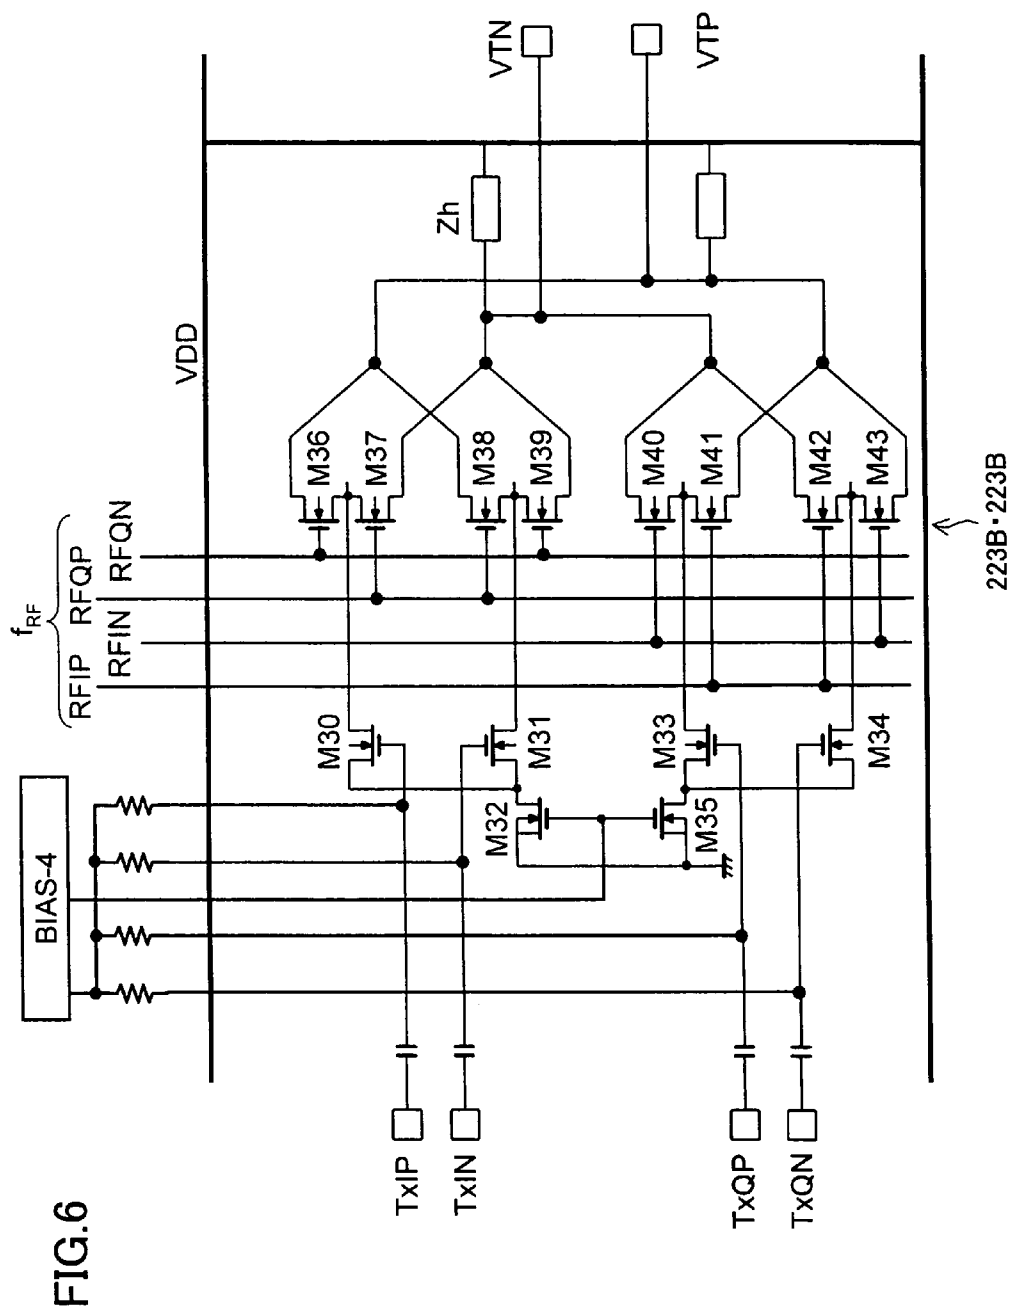 FIG.6
BIAS-4
TxIP
TxIN
TxQP
TxQN
M30
M31
M32
M33
M34
M35
fRF
RFIP
RFIN
RFQP
RFQN
VDD
M36
M37
M38
M39
M40
M41
M42
M43
Zh
VTN
VTP
223B·223B